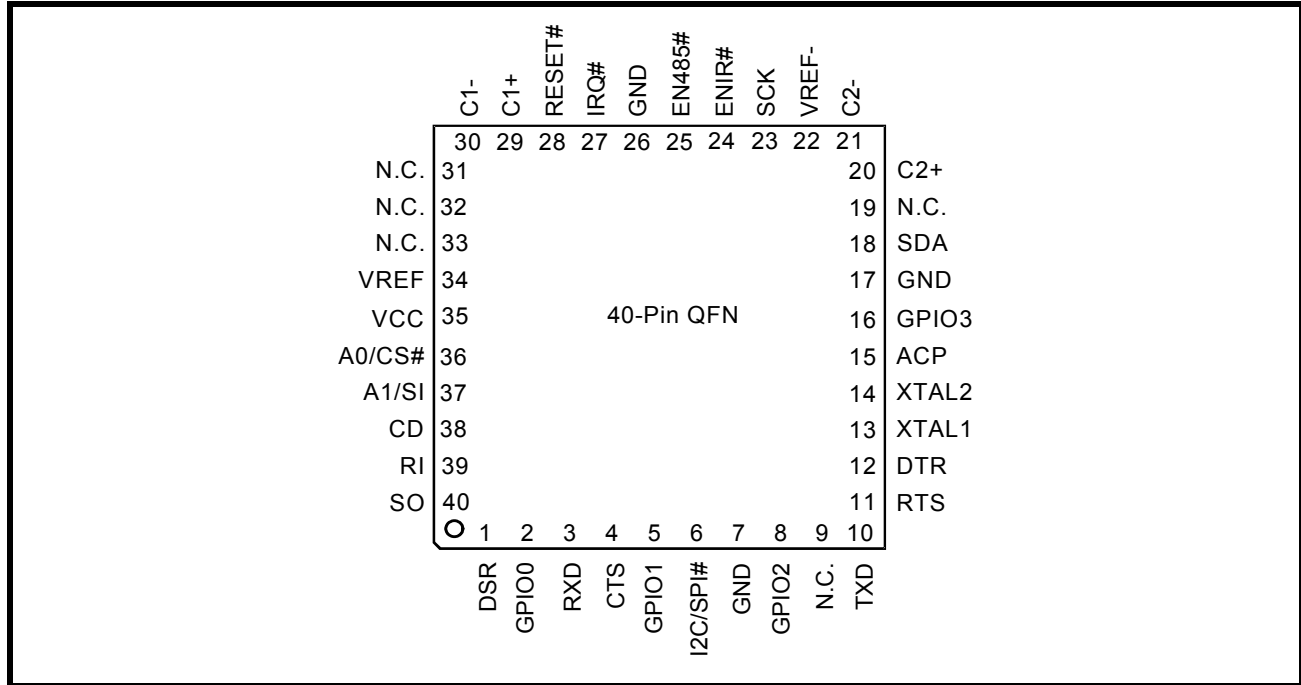 C1- C1+ RESET# IRQ# GND EN485# ENIR# SCK VREF- C2-
30 29 28 27 26 25 24 23 22 21
N.C. 31 20 C2+
N.C. 32 19 N.C.
N.C. 33 18 SDA
VREF 34 17 GND
VCC 35 40-Pin QFN 16 GPIO3
A0/CS# 36 15 ACP
A1/SI 37 14 XTAL2
CD 38 13 XTAL1
RI 39 12 DTR
SO 40 11 RTS
1 2 3 4 5 6 7 8 9 10
DSR GPIO0 RXD CTS GPIO1 I2C/SPI# GND GPIO2 N.C. TXD